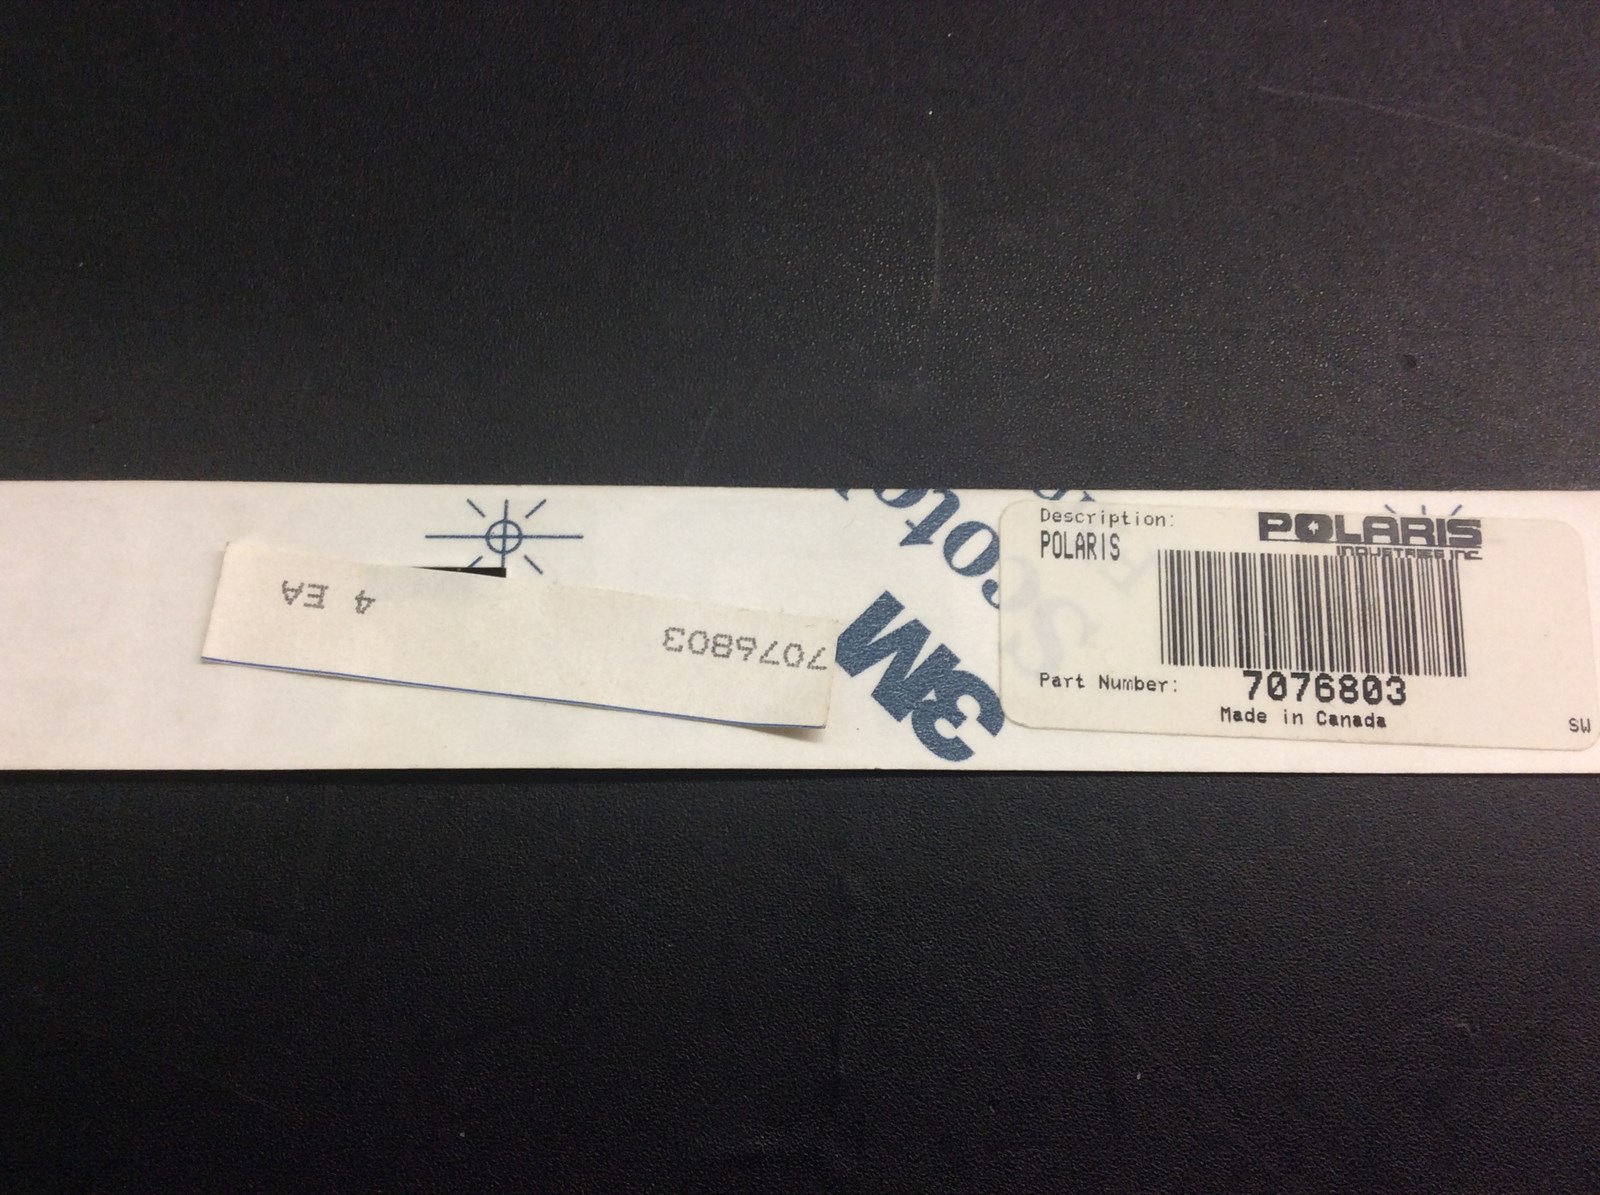 Description:
POLARIS
POLARIS
INDUSTRIES INC.
Part Number:
7076803
Made in Canada
SW
3M
7076803
4 EA